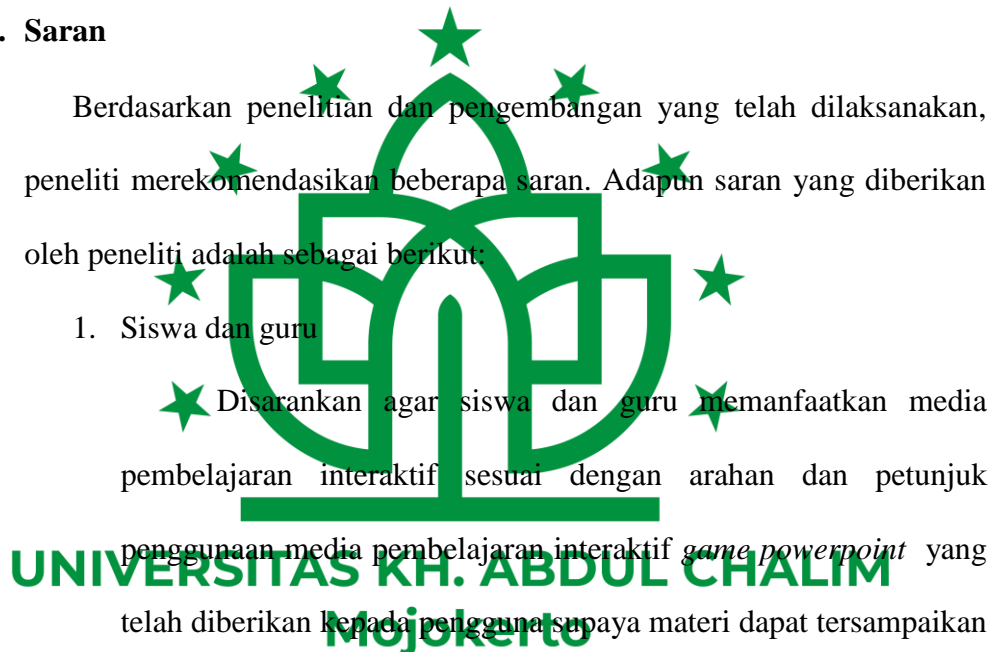 . Saran
Berdasarkan penelitian dan pengembangan yang telah dilaksanakan,
peneliti merekomendasikan beberapa saran. Adapun saran yang diberikan
oleh peneliti adalah sebagai berikut:
1. Siswa dan guru
Disarankan agar siswa dan guru memanfaatkan media
pembelajaran interaktif sesuai dengan arahan dan petunjuk
penggunaan media pembelajaran interaktif game powerpoint yang
UNIVERSITAS KH. ABDUL CHALIM
telah diberikan kepada pengguna supaya materi dapat tersampaikan
Mojokerto